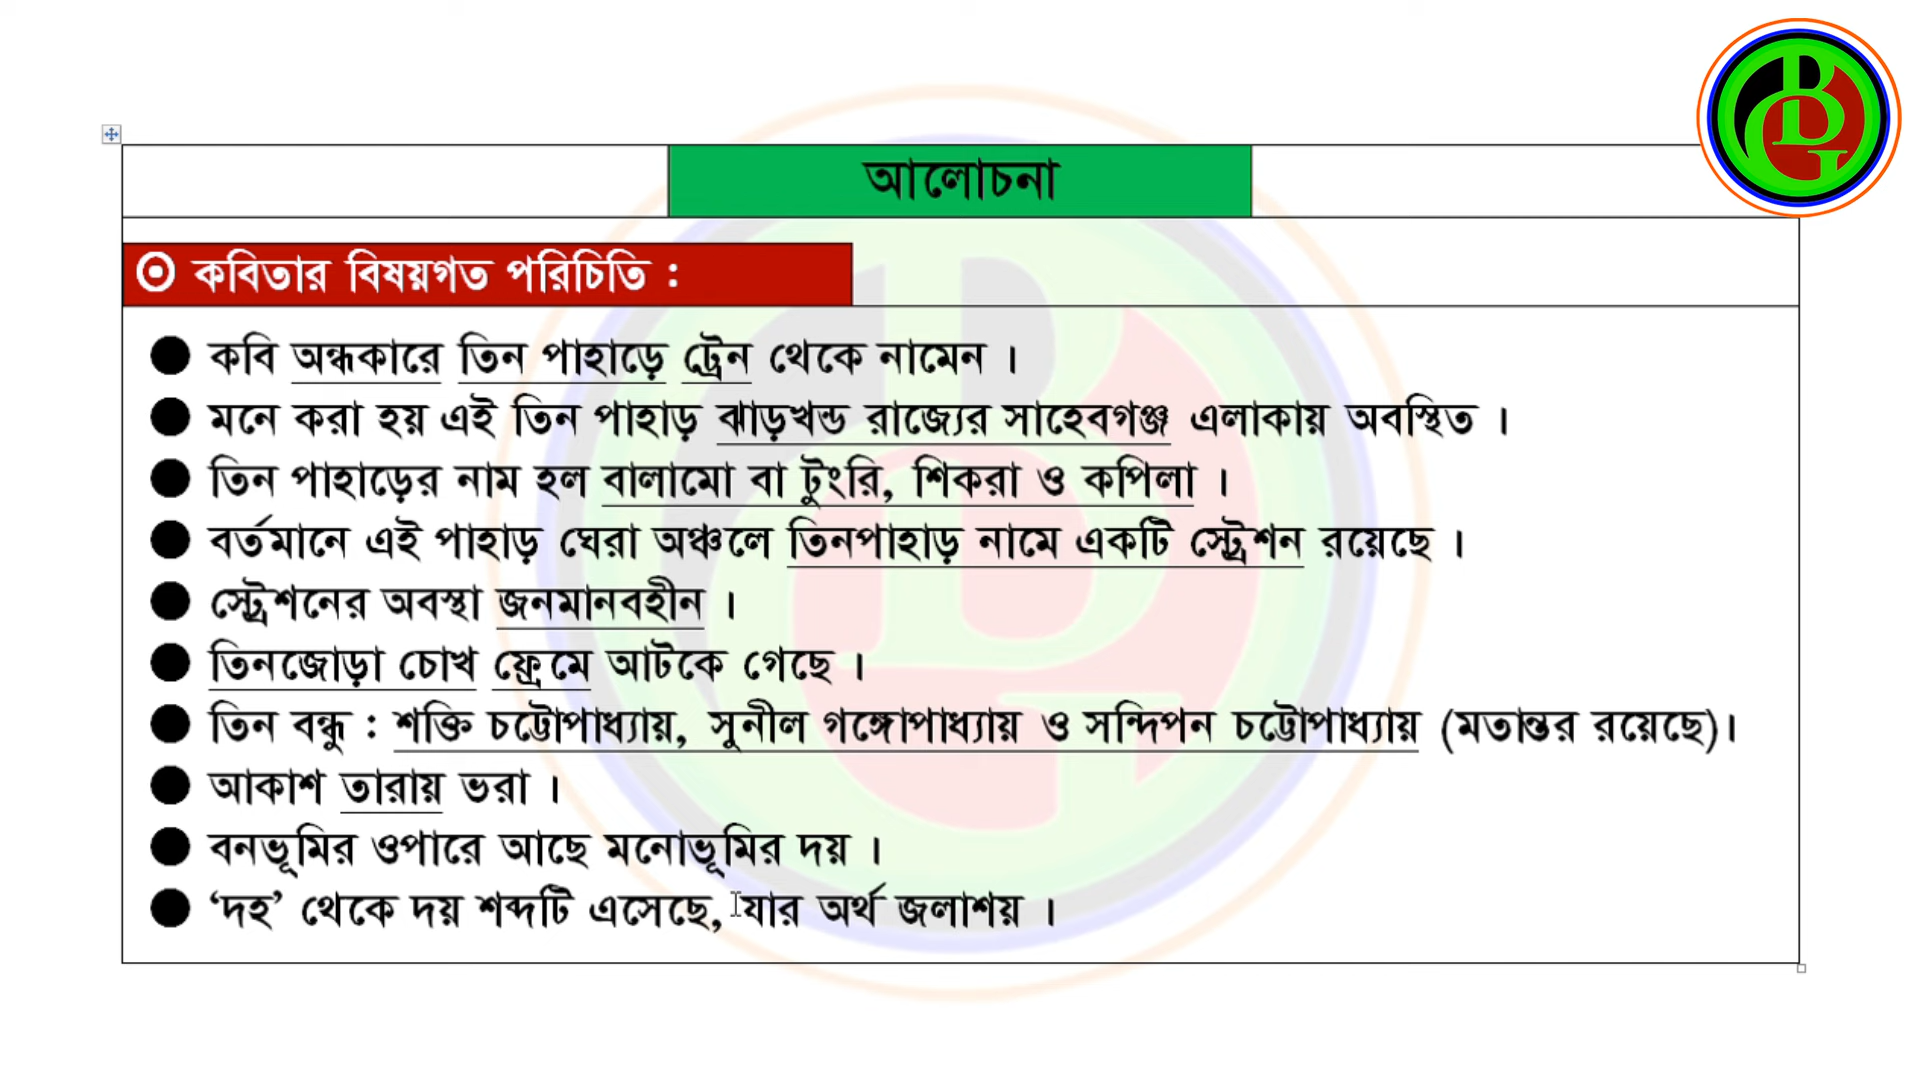 আলোচনা
⊙ কবিতার বিষয়গত পরিচিতি :
● কবি অন্ধকারে তিন পাহাড়ে ট্রেন থেকে নামেন ।
● মনে করা হয় এই তিন পাহাড় ঝাড়খন্ড রাজ্যের সাহেবগঞ্জ এলাকায় অবস্থিত ।
● তিন পাহাড়ের নাম হল বালামো বা টুংরি, শিকরা ও কপিলা ।
● বর্তমানে এই পাহাড় ঘেরা অঞ্চলে তিনপাহাড় নামে একটি স্ট্রেশন রয়েছে ।
● স্ট্রেশনের অবস্থা জনমানবহীন ।
● তিনজোড়া চোখ ফ্রেমে আটকে গেছে ।
● তিন বন্ধু : শক্তি চট্টোপাধ্যায়, সুনীল গঙ্গোপাধ্যায় ও সন্দিপন চট্টোপাধ্যায় (মতান্তর রয়েছে)।
● আকাশ তারায় ভরা ।
● বনভূমির ওপারে আছে মনোভূমির দয় ।
● ‘দহ’ থেকে দয় শব্দটি এসেছে, যার অর্থ জলাশয় ।